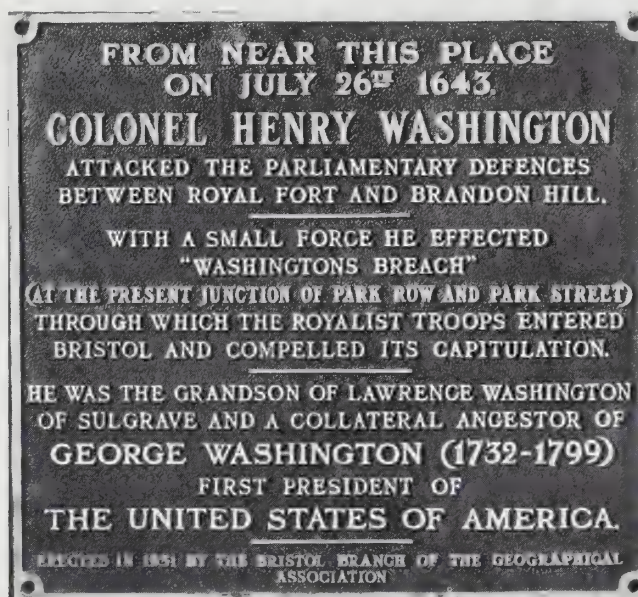 FROM NEAR THIS PLACE
ON JULY 26TH 1643.
COLONEL HENRY WASHINGTON
ATTACKED THE PARLIAMENTARY DEFENCES
BETWEEN ROYAL FORT AND BRANDON HILL.
WITH A SMALL FORCE HE EFFECTED
"WASHINGTONS BREACH"
(AT THE PRESENT JUNCTION OF PARK ROW AND PARK STREET)
THROUGH WHICH THE ROYALIST TROOPS ENTERED
BRISTOL AND COMPELLED ITS CAPITULATION.
HE WAS THE GRANDSON OF LAWRENCE WASHINGTON
OF SULGRAVE AND A COLLATERAL ANCESTOR OF
GEORGE WASHINGTON (1732-1799)
FIRST PRESIDENT OF
THE UNITED STATES OF AMERICA.
ERECTED IN 1931 BY THE BRISTOL BRANCH OF THE GEOGRAPHICAL
ASSOCIATION